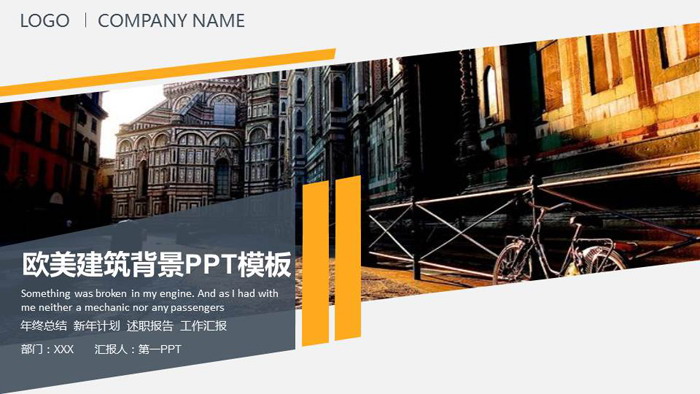 LOGO | COMPANY NAME
欧美建筑背景PPT模板
Something was broken in my engine. And as I had with
me neither a mechanic nor any passengers
年终总结 新年计划 述职报告 工作汇报
部门：XXX 汇报人：第一PPT